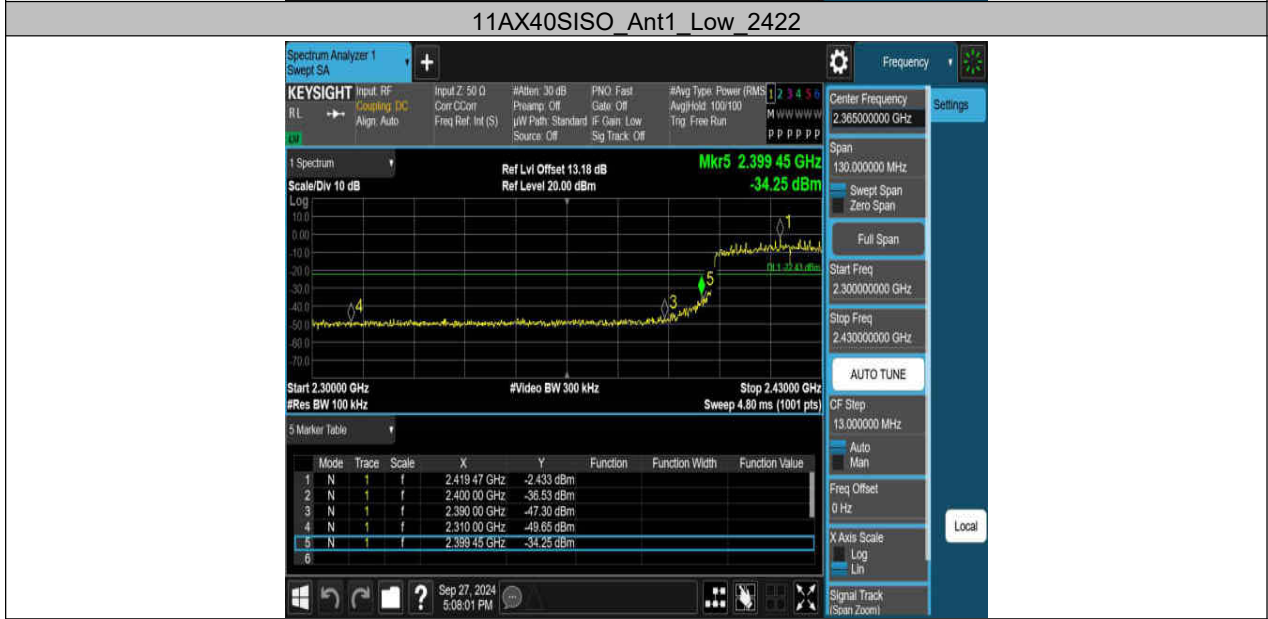 11AX40SISO_Ant1_Low_2422
Spectrum Analyzer 1
Swept SA
+
Frequency
KEYSIGHT
RL
Input: RF
Coupling: DC
Align: Auto
Input Z: 50 Ω
Corr CCorr
Freq Ref: Int (S)
#Atten: 30 dB
Preamp: Off
µW Path: Standard
Source: Off
PNO: Fast
Gate: Off
IF Gain: Low
Sig Track: Off
#Avg Type: Power (RMS
Avg|Hold: 100/100
Trig: Free Run
1 2 3 4 5 6
M W W W W W
P P P P P P
1 Spectrum
Scale/Div 10 dB
Ref Lvl Offset 13.18 dB
Ref Level 20.00 dBm
Mkr5 2.399 45 GHz
-34.25 dBm
Log
10.0
0.00
-10.0
-20.0
-30.0
-40.0
-50.0
-60.0
-70.0
1
DL1 -22.43 dBm
5
3
4
Start 2.30000 GHz
#Video BW 300 kHz
Stop 2.43000 GHz
#Res BW 100 kHz
Sweep 4.80 ms (1001 pts)
5 Marker Table
Mode Trace Scale X Y Function Function Width Function Value
1 N 1 f 2.419 47 GHz -2.433 dBm
2 N 1 f 2.400 00 GHz -36.53 dBm
3 N 1 f 2.390 00 GHz -47.30 dBm
4 N 1 f 2.310 00 GHz -49.65 dBm
5 N 1 f 2.399 45 GHz -34.25 dBm
6
?
Sep 27, 2024
5:08:01 PM
Center Frequency
2.365000000 GHz
Settings
Span
130.000000 MHz
Swept Span
Zero Span
Full Span
Start Freq
2.300000000 GHz
Stop Freq
2.430000000 GHz
AUTO TUNE
CF Step
13.000000 MHz
Auto
Man
Freq Offset
0 Hz
X Axis Scale
Log
Lin
Local
Signal Track
(Span Zoom)